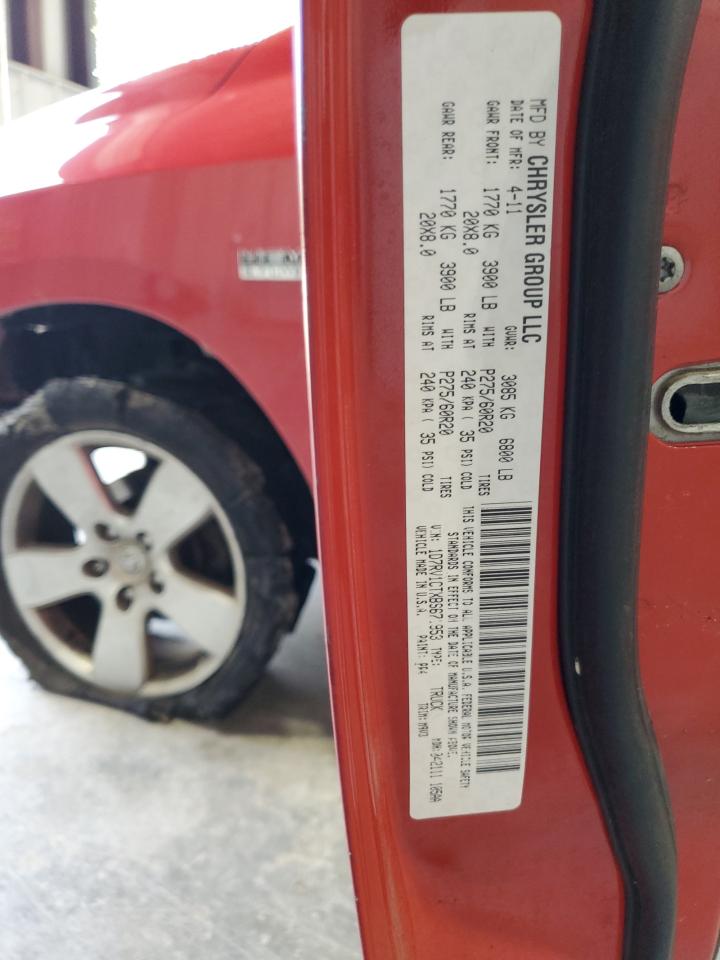 MFD BY CHRYSLER GROUP LLC
DATE OF MFR: 4-11 GVWR: 3085 KG 6800 LB
GAWR FRONT: 1770 KG 3900 LB WITH P275/60R20 TIRES
20X8.0 RIMS AT 240 KPA ( 35 PSI) COLD
GAWR REAR: 1770 KG 3900 LB WITH P275/60R20 TIRES
20X8.0 RIMS AT 240 KPA ( 35 PSI) COLD
THIS VEHICLE CONFORMS TO ALL APPLICABLE U.S.A. FEDERAL MOTOR VEHICLE SAFETY
STANDARDS IN EFFECT ON THE DATE OF MANUFACTURE SHOWN ABOVE.
VIN: TYPE: TRUCK
VEHICLE MADE IN U.S.A. PAINT: TRIM: